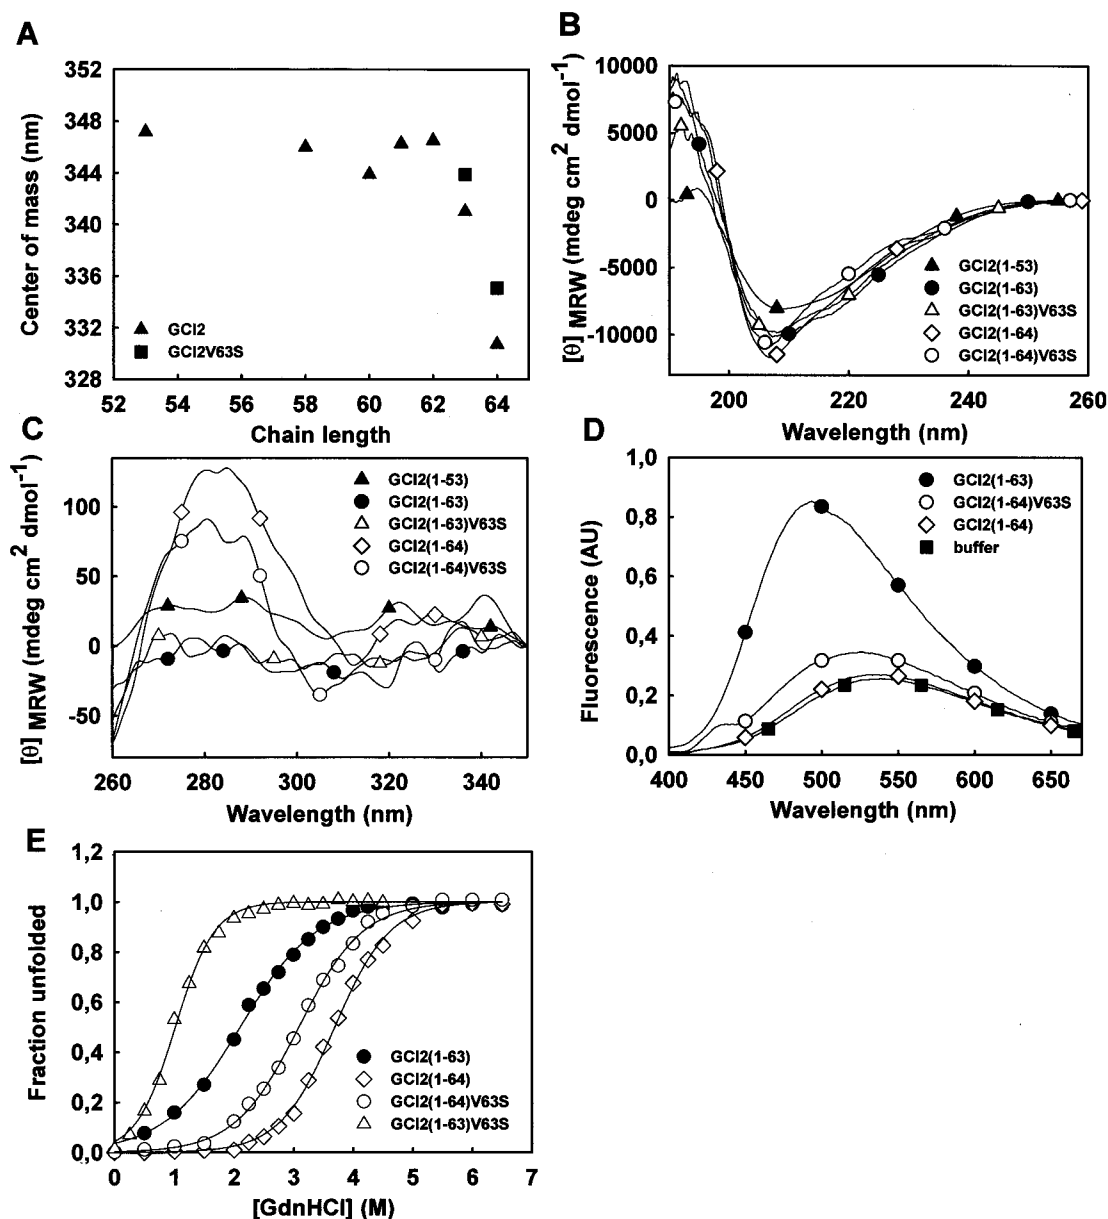 A
352
348
344
340
336
332
328
52 54 56 58 60 62 64
Center of mass (nm)
Chain length
GCI2
GCI2V63S
B
10000
5000
0
-5000
-10000
200 220 240 260
[θ] MRW (mdeg cm2 dmol-1)
Wavelength (nm)
GCI2(1-53)
GCI2(1-63)
GCI2(1-63)V63S
GCI2(1-64)
GCI2(1-64)V63S
C
100
50
0
-50
260 280 300 320 340
[θ] MRW (mdeg cm2 dmol-1)
Wavelength (nm)
GCI2(1-53)
GCI2(1-63)
GCI2(1-63)V63S
GCI2(1-64)
GCI2(1-64)V63S
D
1,0
0,8
0,6
0,4
0,2
0,0
400 450 500 550 600 650
Fluorescence (AU)
Wavelength (nm)
GCI2(1-63)
GCI2(1-64)V63S
GCI2(1-64)
buffer
E
1,2
1,0
0,8
0,6
0,4
0,2
0,0
0 1 2 3 4 5 6 7
Fraction unfolded
[GdnHCl] (M)
GCI2(1-63)
GCI2(1-64)
GCI2(1-64)V63S
GCI2(1-63)V63S